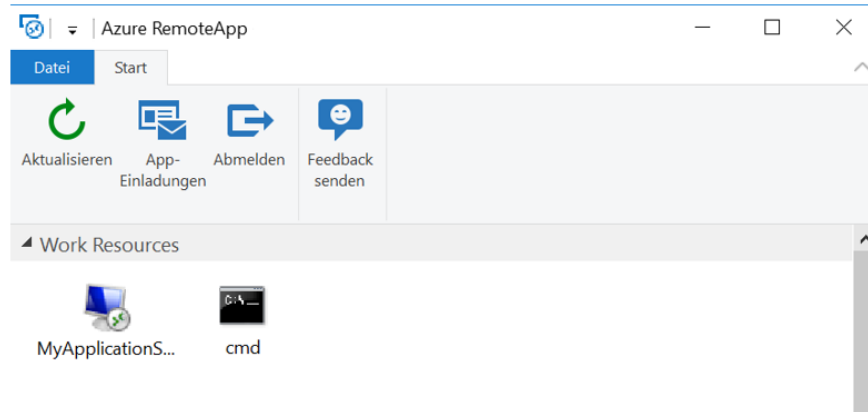 Azure RemoteApp
Datei Start
Aktualisieren App- Abmelden Feedback
Einladungen senden
Work Resources
C:\_
MyApplicationS... cmd